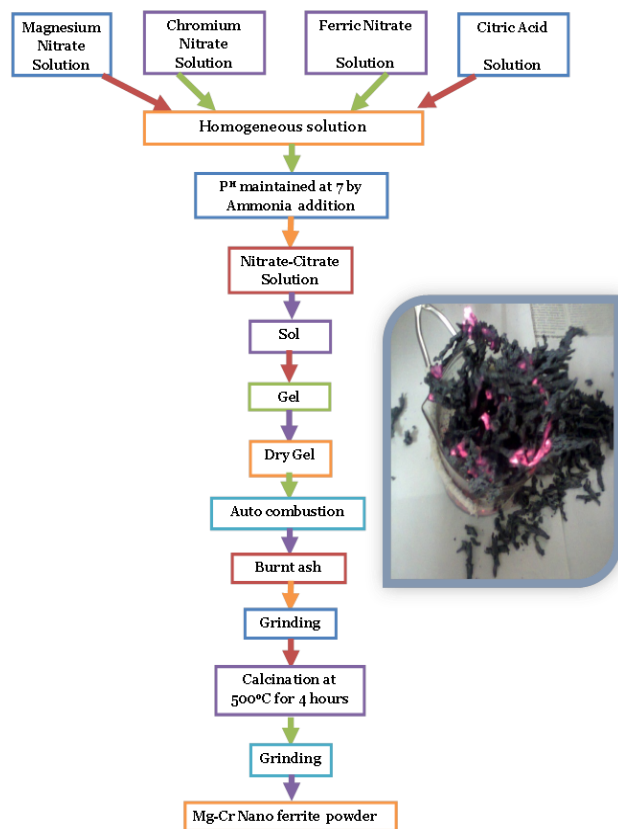 Magnesium
Nitrate
Solution
Chromium
Nitrate
Solution
Ferric Nitrate
Solution
Citric Acid
Solution
Homogeneous solution
Pᴴ maintained at 7 by
Ammonia addition
Nitrate-Citrate
Solution
Sol
Gel
Dry Gel
Auto combustion
Burnt ash
Grinding
Calcination at
500⁰C for 4 hours
Grinding
Mg-Cr Nano ferrite powder